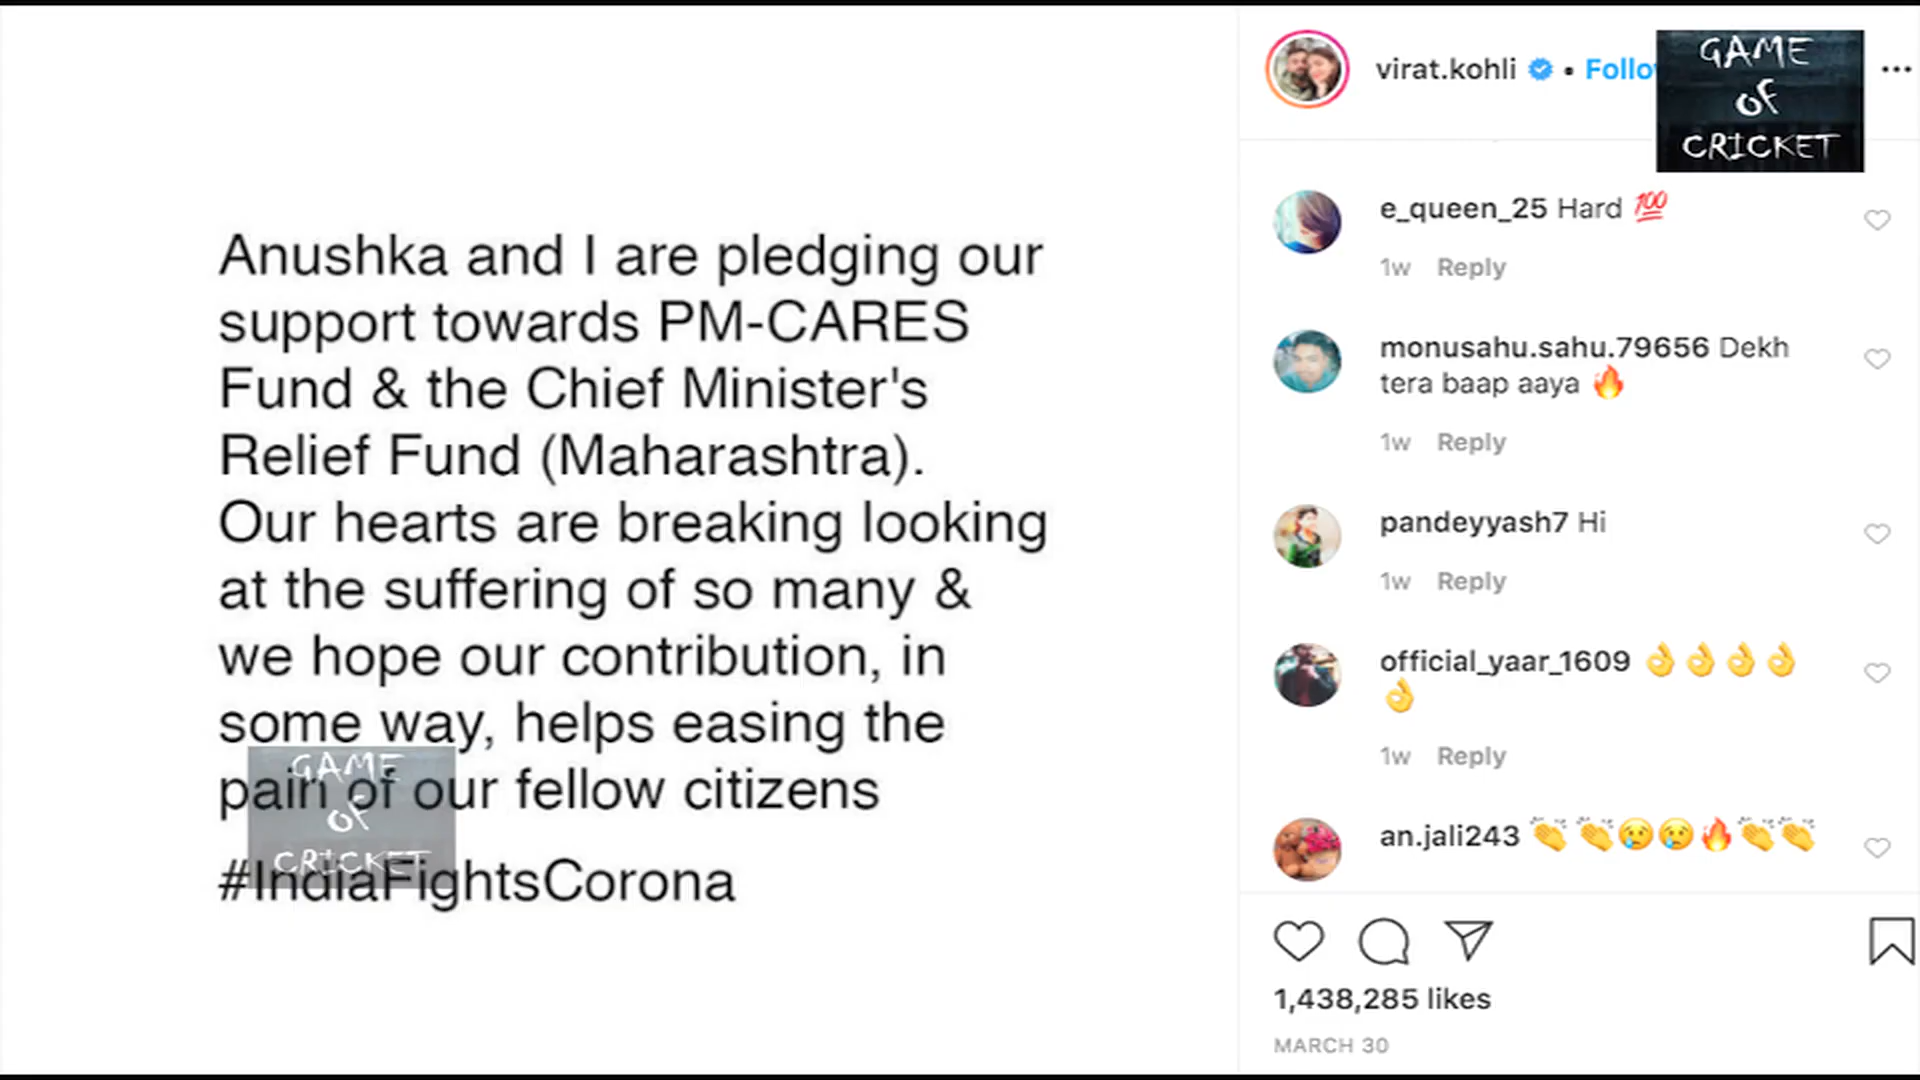 Anushka and I are pledging our
support towards PM-CARES
Fund & the Chief Minister's
Relief Fund (Maharashtra).
Our hearts are breaking looking
at the suffering of so many &
we hope our contribution, in
some way, helps easing the
pain of our fellow citizens
#IndiaFightsCorona
GAME
OF
CRICKET
virat.kohli • Follo
GAME
OF
CRICKET
e_queen_25 Hard 💯
1w Reply
monusahu.sahu.79656 Dekh
tera baap aaya 🔥
1w Reply
pandeyyash7 Hi
1w Reply
official_yaar_1609 👌👌👌👌
👌
1w Reply
an.jali243 👏👏😢😢🔥👏👏
1,438,285 likes
MARCH 30